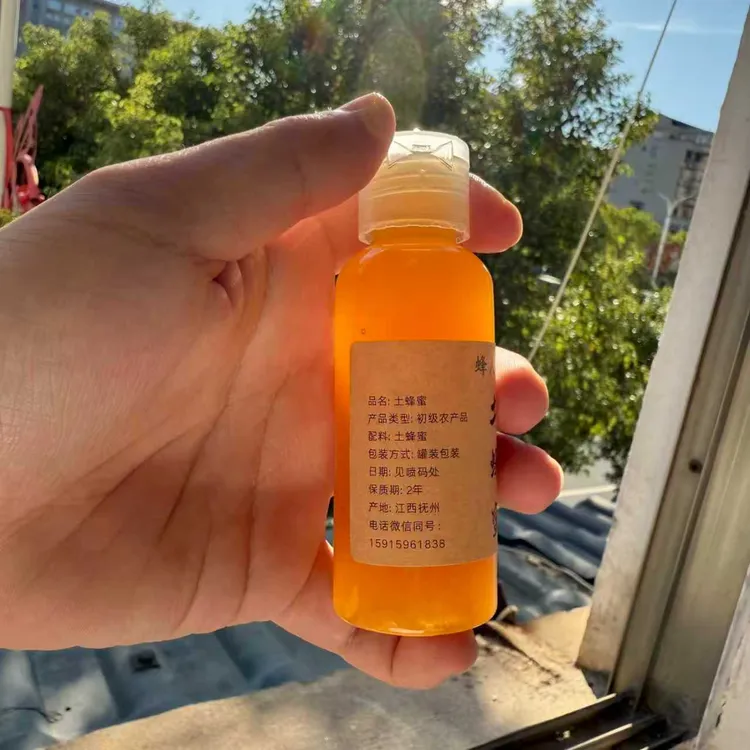 蜂
品名: 土蜂蜜
产品类型: 初级农产品
配料: 土蜂蜜
包装方式: 罐装包装
日期: 见喷码处
保质期: 2年
产地: 江西抚州
电话微信同号:
15915961838